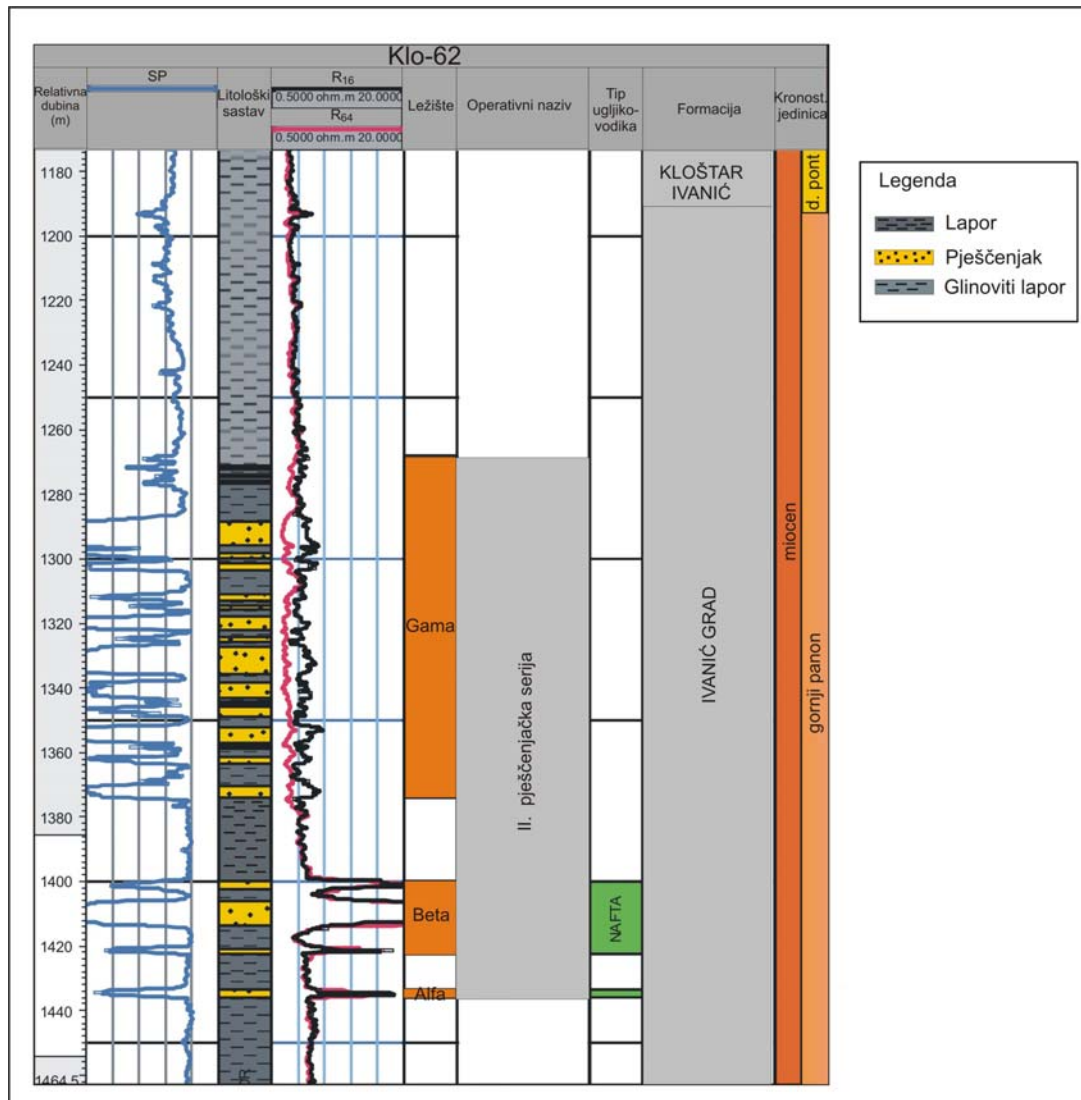 Klo-62
Relativna
dubina
(m)
SP
Litološki
sastav
R16
0.5000 ohm.m 20.0000
R64
0.5000 ohm.m 20.0000
Ležište
Operativni naziv
Tip
ugljiko-
vodika
Formacija
Kronost.
jedinica
1180
1200
1220
1240
1260
1280
1300
1320
1340
1360
1380
1400
1420
1440
Gama
Beta
Alfa
II. pješčenjačka serija
NAFTA
KLOŠTAR
IVANIĆ
IVANIĆ GRAD
miocen
d. pont
gornji panon
Legenda
Lapor
Pješčenjak
Glinoviti lapor